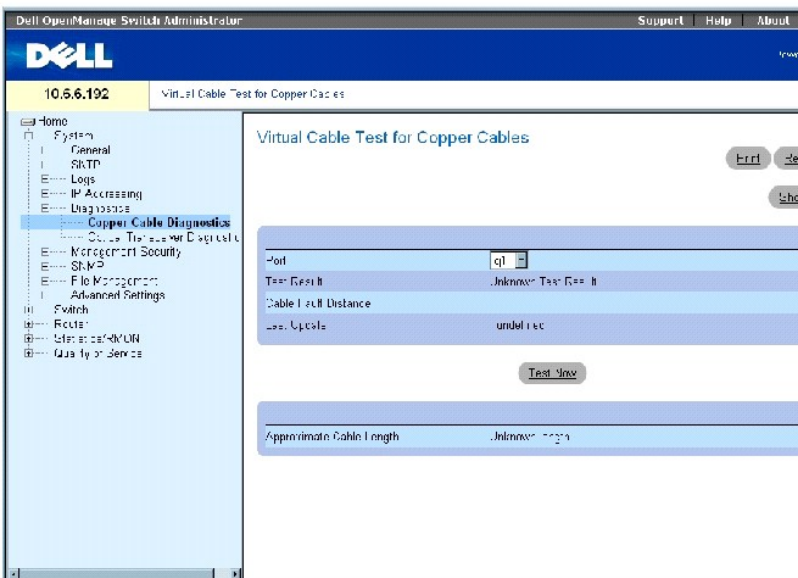 Dell OpenManage Switch Administrator
Support Help About
DELL
10.6.6.192
Virtual Cable Test for Copper Cables
Home
System
General
SNTP
Logs
IP Addressing
Diagnostics
Copper Cable Diagnostics
Optical Transceiver Diagnostic
Management Security
SNMP
File Management
Advanced Settings
Switch
Router
Statistics/RMON
Quality of Service
Virtual Cable Test for Copper Cables
Print
Port g1
Test Result Unknown Test Result
Cable Fault Distance
Last Update undefined
Test Now
Approximate Cable Length Unknown length